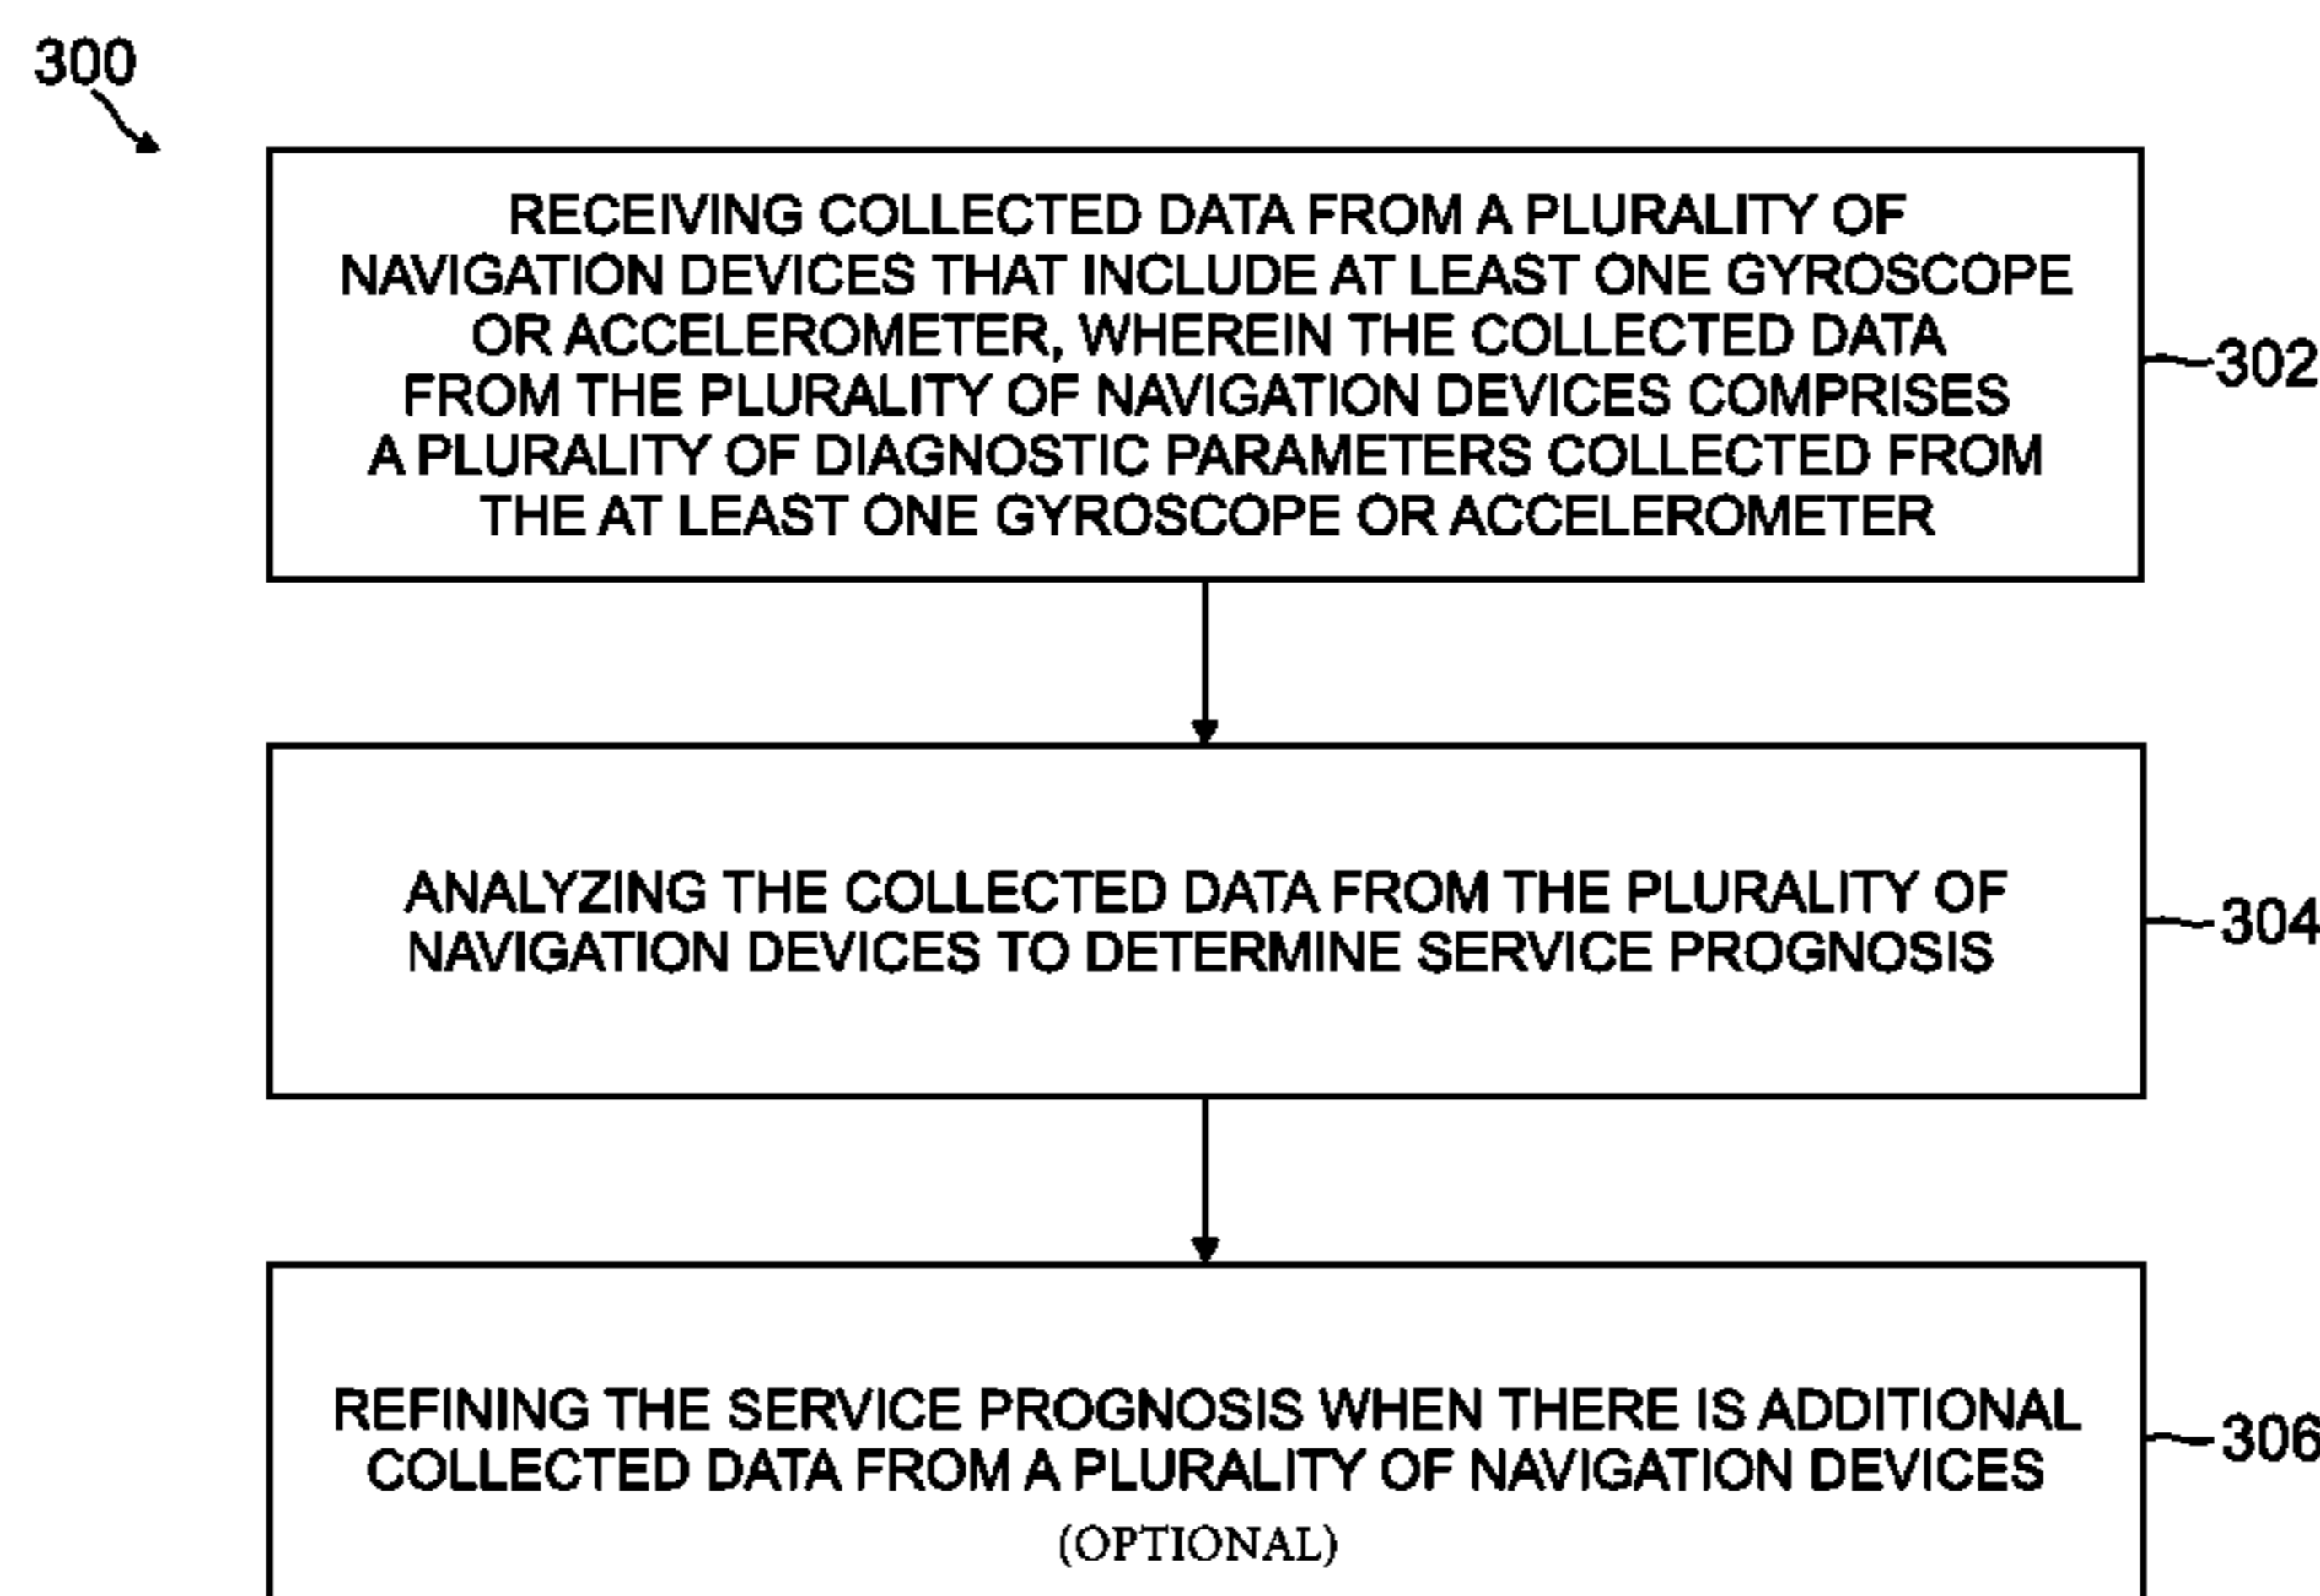 300
RECEIVING COLLECTED DATA FROM A PLURALITY OF
NAVIGATION DEVICES THAT INCLUDE AT LEAST ONE GYROSCOPE
OR ACCELEROMETER, WHEREIN THE COLLECTED DATA
FROM THE PLURALITY OF NAVIGATION DEVICES COMPRISES
A PLURALITY OF DIAGNOSTIC PARAMETERS COLLECTED FROM
THE AT LEAST ONE GYROSCOPE OR ACCELEROMETER
302
ANALYZING THE COLLECTED DATA FROM THE PLURALITY OF
NAVIGATION DEVICES TO DETERMINE SERVICE PROGNOSIS
304
REFINING THE SERVICE PROGNOSIS WHEN THERE IS ADDITIONAL
COLLECTED DATA FROM A PLURALITY OF NAVIGATION DEVICES
(OPTIONAL)
306